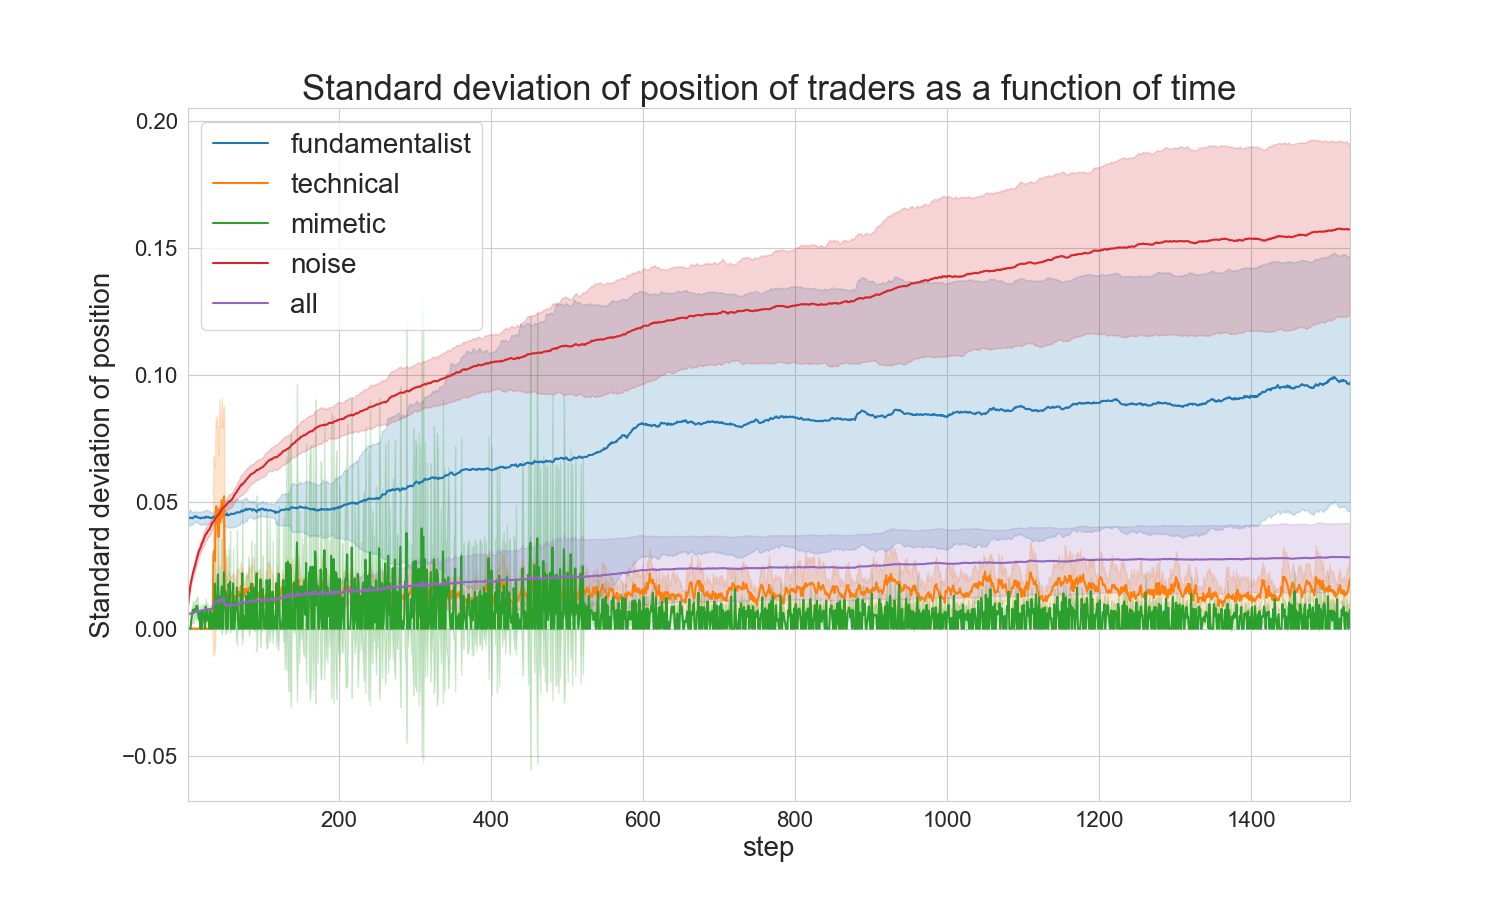 Standard deviation of position of traders as a function of time
fundamentalist
technical
mimetic
noise
all
Standard deviation of position
0.20
0.15
0.10
0.05
0.00
−0.05
200 400 600 800 1000 1200 1400
step